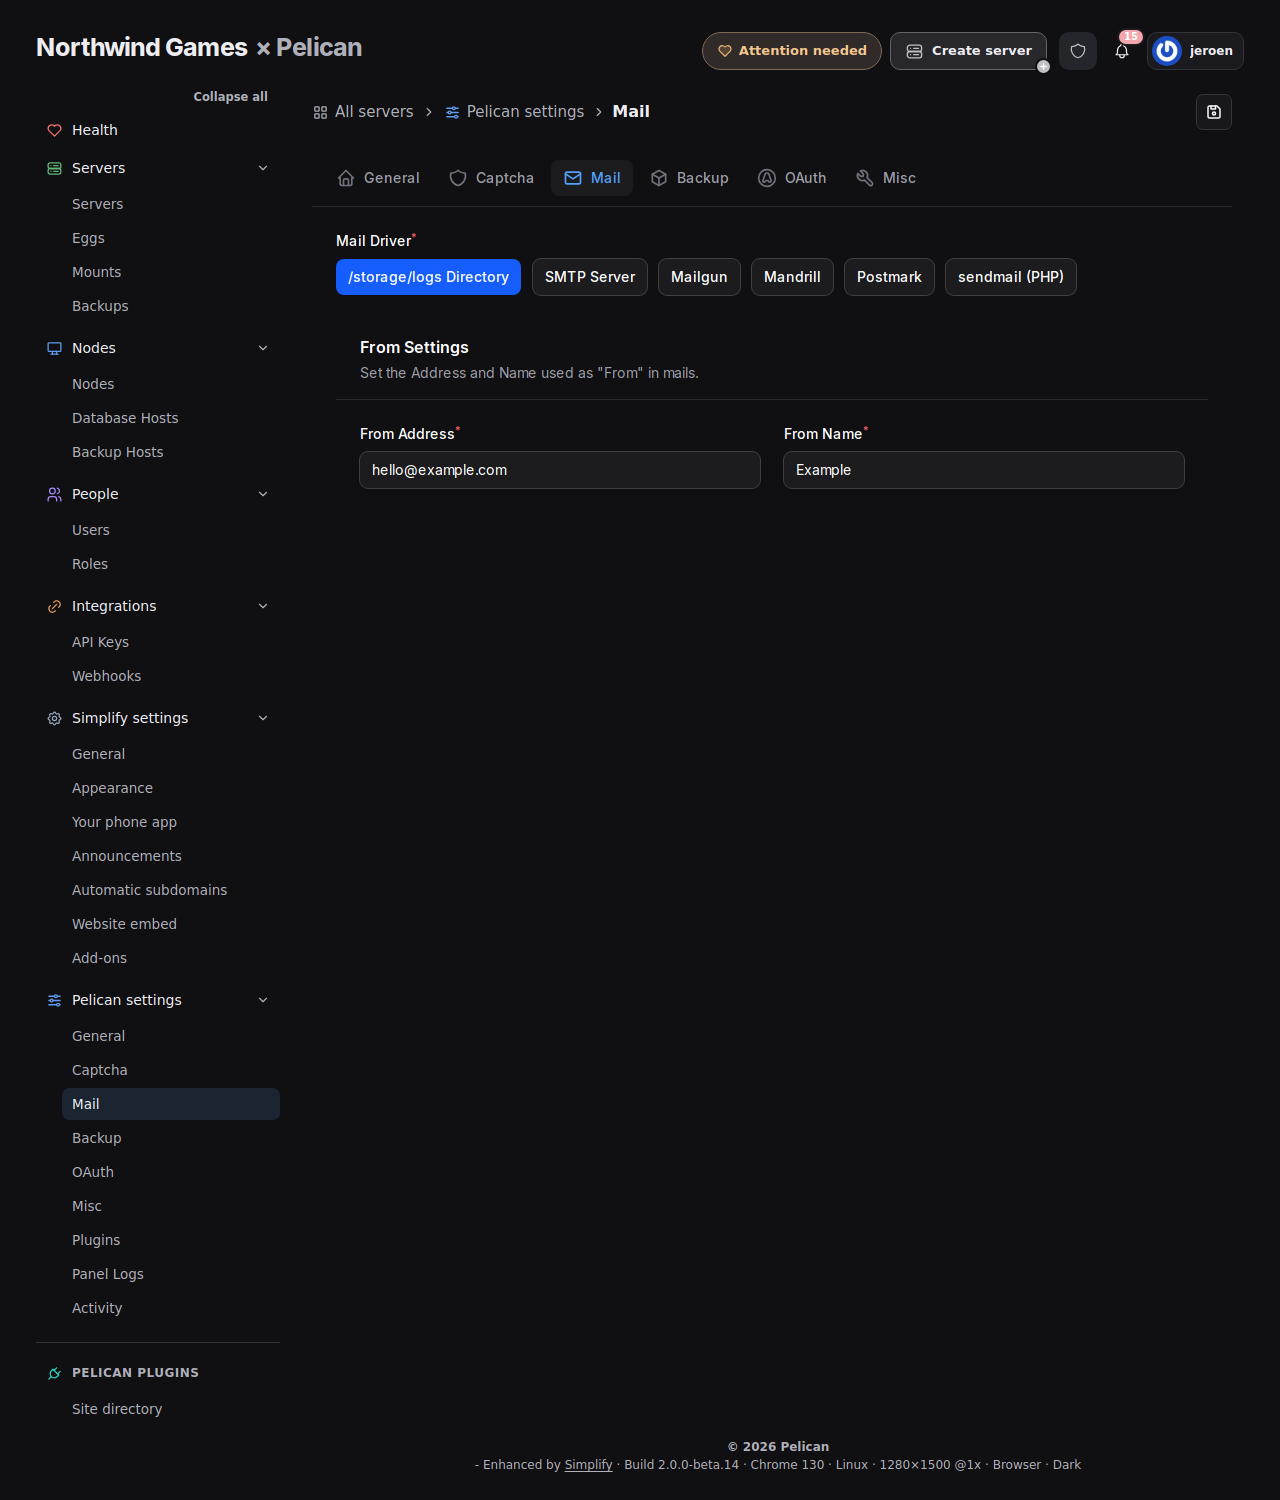 Northwind Games × Pelican
Attention needed
Create server
15
jeroen
Collapse all
Health
Servers
Servers
Eggs
Mounts
Backups
Nodes
Nodes
Database Hosts
Backup Hosts
People
Users
Roles
Integrations
API Keys
Webhooks
Simplify settings
General
Appearance
Your phone app
Announcements
Automatic subdomains
Website embed
Add-ons
Pelican settings
General
Captcha
Mail
Backup
OAuth
Misc
Plugins
Panel Logs
Activity
PELICAN PLUGINS
Site directory
All servers > Pelican settings > Mail
General
Captcha
Mail
Backup
OAuth
Misc
Mail Driver*
/storage/logs Directory
SMTP Server
Mailgun
Mandrill
Postmark
sendmail (PHP)
From Settings
Set the Address and Name used as "From" in mails.
From Address*
hello@example.com
From Name*
Example
© 2026 Pelican
- Enhanced by Simplify · Build 2.0.0-beta.14 · Chrome 130 · Linux · 1280×1500 @1x · Browser · Dark